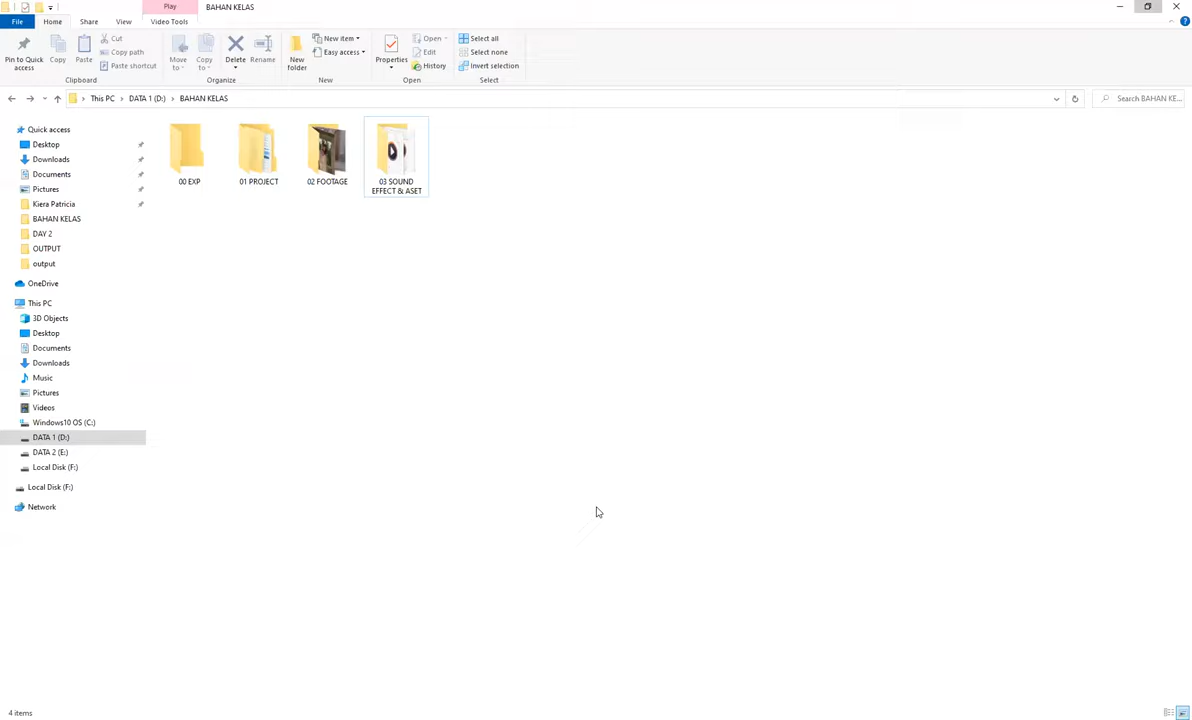 Play
BAHAN KELAS
File
Home
Share
View
Video Tools
Pin to Quick
access
Copy
Paste
Cut
Copy path
Paste shortcut
Clipboard
Move
to
Copy
to
Delete
Rename
Organize
New
folder
New item
Easy access
New
Properties
Open
Edit
History
Open
Select all
Select none
Invert selection
Select
This PC
DATA 1 (D:)
BAHAN KELAS
Search BAHAN KE...
Quick access
Desktop
Downloads
Documents
Pictures
Kiera Patricia
BAHAN KELAS
DAY 2
OUTPUT
output
OneDrive
This PC
3D Objects
Desktop
Documents
Downloads
Music
Pictures
Videos
Windows10 OS (C:)
DATA 1 (D:)
DATA 2 (E:)
Local Disk (F:)
Local Disk (F:)
Network
00 EXP
01 PROJECT
02 FOOTAGE
03 SOUND
EFFECT & ASET
4 items